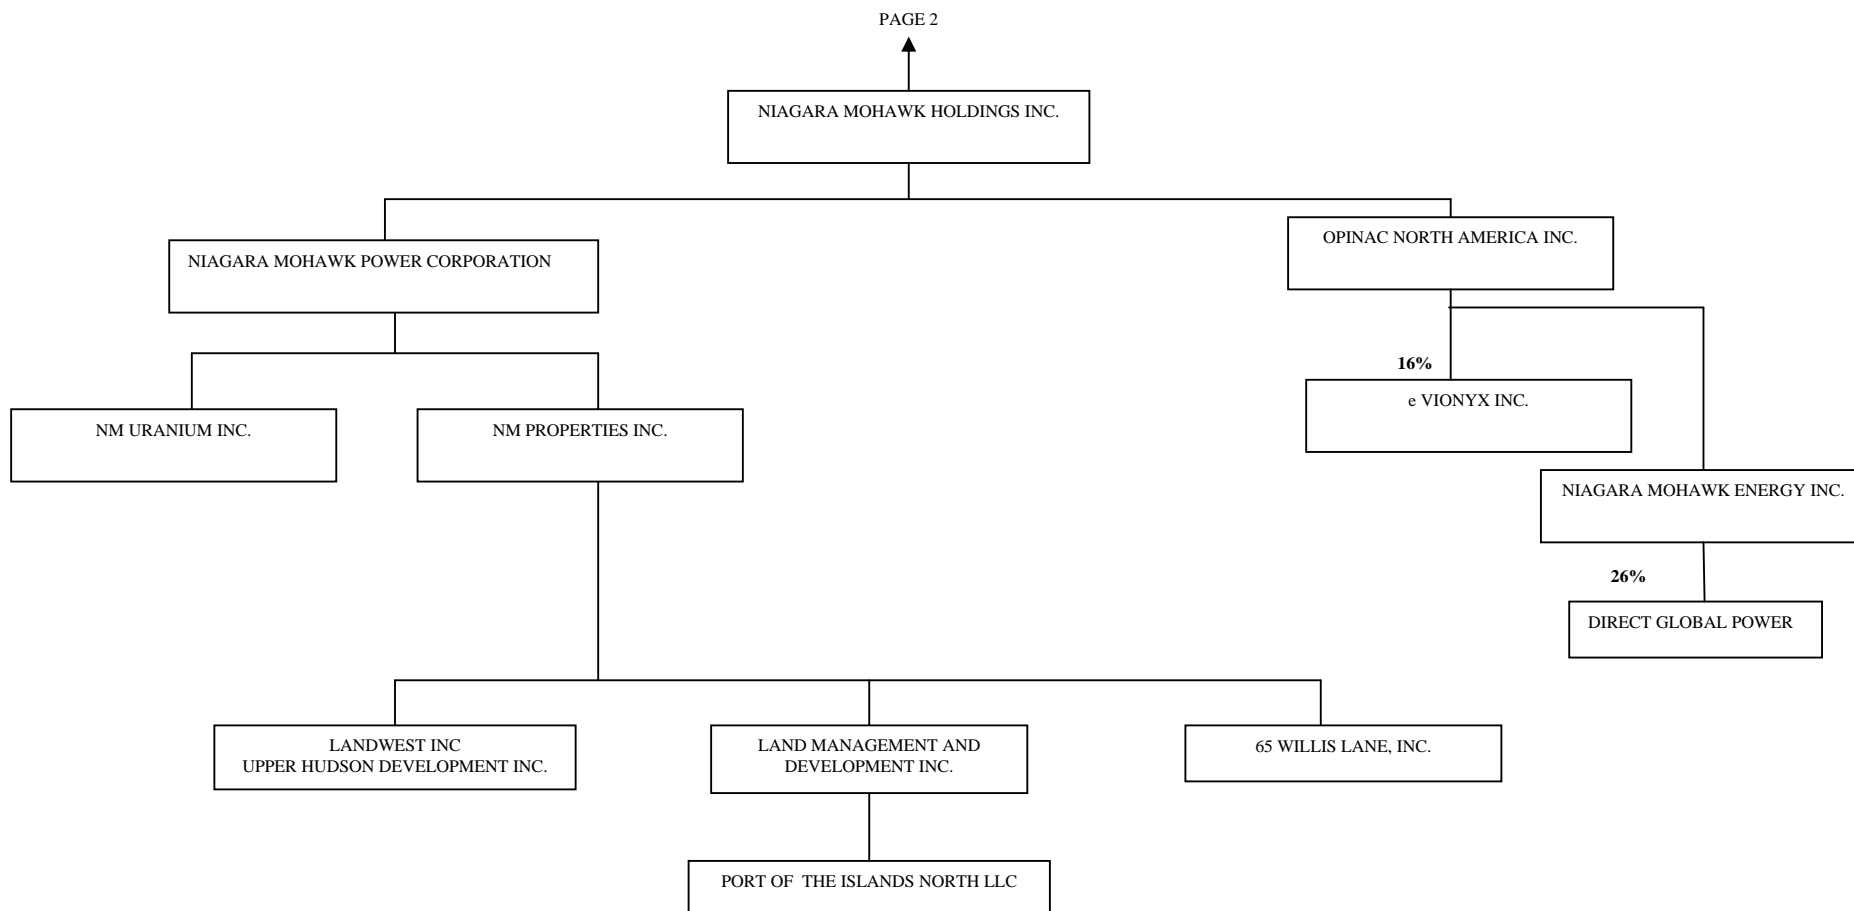 PAGE 2
NIAGARA MOHAWK HOLDINGS INC.
OPINAC NORTH AMERICA INC.
NIAGARA MOHAWK POWER CORPORATION
16%
e VIONYX INC.
NM URANIUM INC.
NM PROPERTIES INC.
NIAGARA MOHAWK ENERGY INC.
26%
DIRECT GLOBAL POWER
LANDWEST INC
UPPER HUDSON DEVELOPMENT INC.
LAND MANAGEMENT AND
DEVELOPMENT INC.
65 WILLIS LANE, INC.
PORT OF  THE ISLANDS NORTH LLC